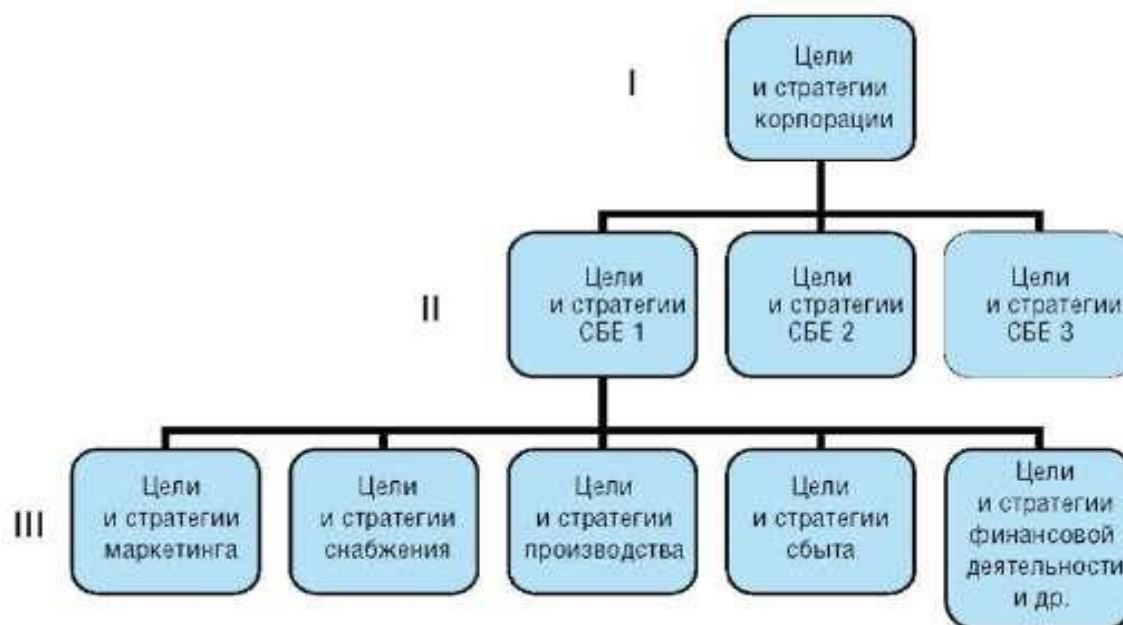 I
Цели
и стратегии
корпорации
II
Цели
и стратегии
СБЕ 1
Цели
и стратегии
СБЕ 2
Цели
и стратегии
СБЕ 3
III
Цели
и стратегии
маркетинга
Цели
и стратегии
снабжения
Цели
и стратегии
производства
Цели
и стратегии
сбыта
Цели
и стратегии
финансовой
деятельности
и др.